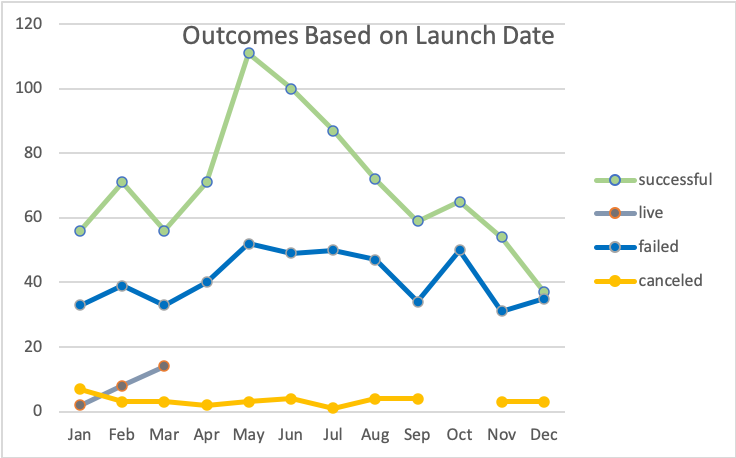 Outcomes Based on Launch Date
120
100
80
60
40
20
0
Jan Feb Mar Apr May Jun Jul Aug Sep Oct Nov Dec
successful
live
failed
canceled